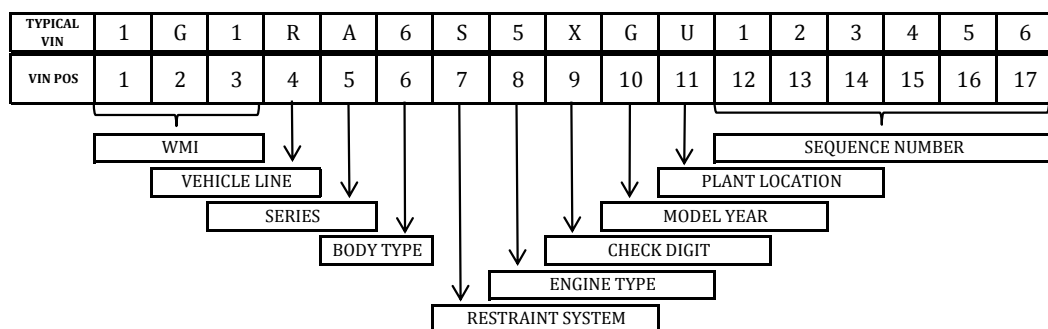 TYPICAL VIN 1 G 1 R A 6 S 5 X G U 1 2 3 4 5 6
VIN POS 1 2 3 4 5 6 7 8 9 10 11 12 13 14 15 16 17
WMI SEQUENCE NUMBER
VEHICLE LINE PLANT LOCATION
SERIES MODEL YEAR
BODY TYPE CHECK DIGIT
ENGINE TYPE
RESTRAINT SYSTEM